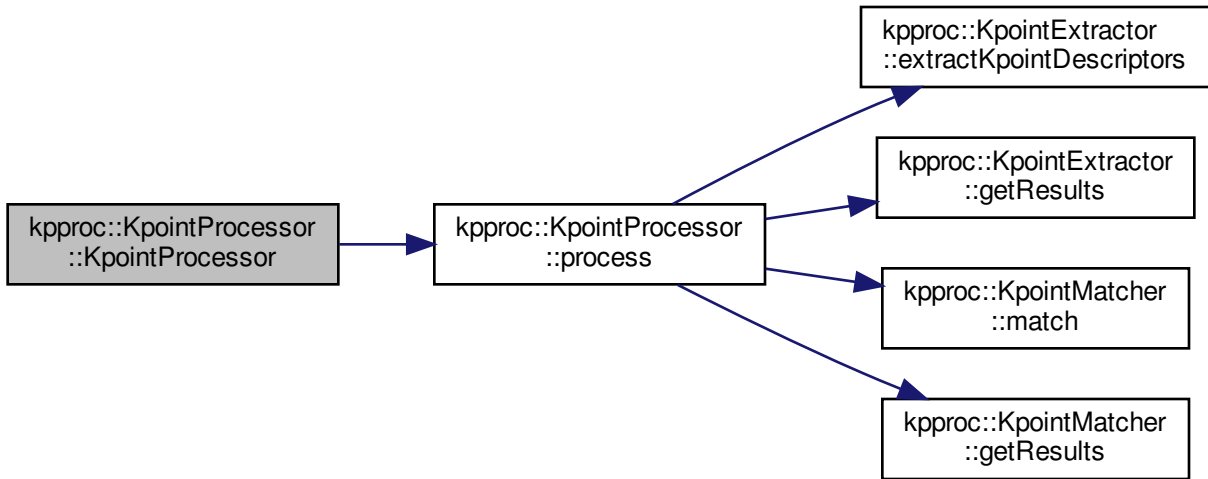 kpproc::KpointExtractor
::extractKpointDescriptors
kpproc::KpointExtractor
::getResults
kpproc::KpointProcessor
::KpointProcessor
kpproc::KpointProcessor
::process
kpproc::KpointMatcher
::match
kpproc::KpointMatcher
::getResults